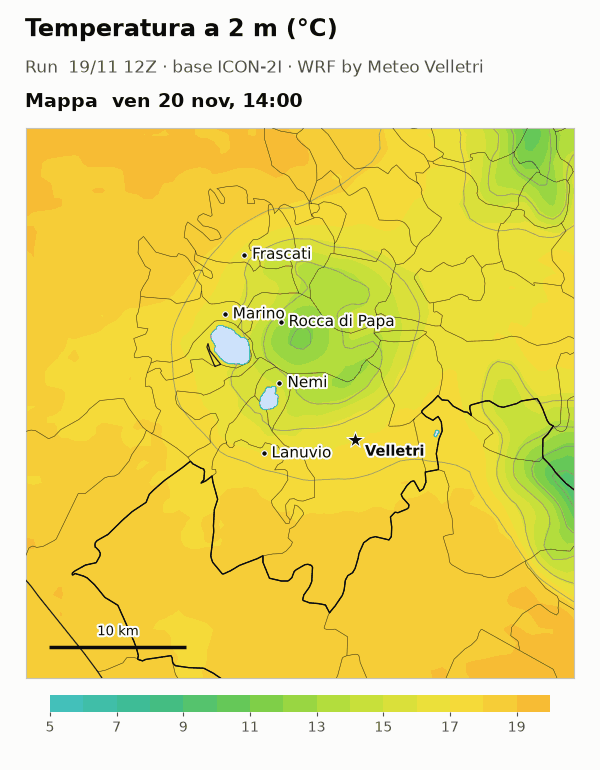 Temperatura a 2 m (°C)
Run  19/11 12Z · base ICON-2I · WRF by Meteo Velletri
Mappa  ven 20 nov, 14:00
Frascati
Marino
Rocca di Papa
Nemi
Velletri
Lanuvio
10 km
5 7 9 11 13 15 17 19